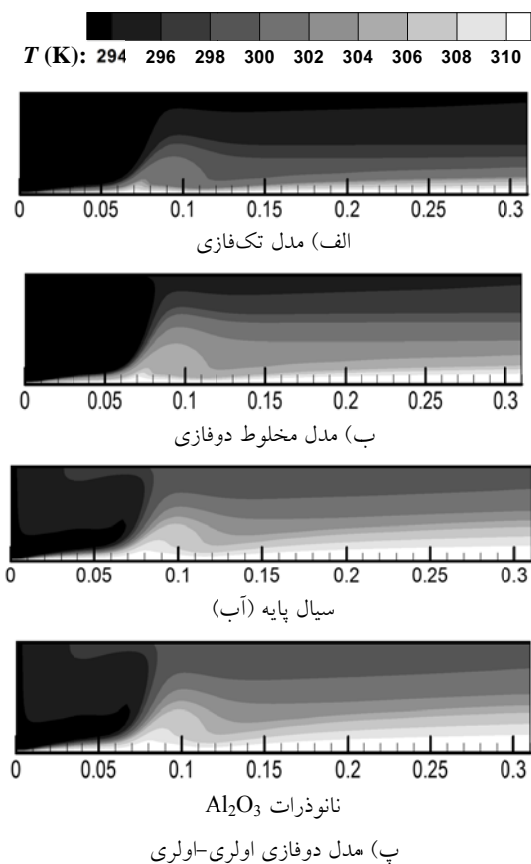 T (K): 294 296 298 300 302 304 306 308 310
0 0.05 0.1 0.15 0.2 0.25 0.3
الف) مدل تک‌فازی
0 0.05 0.1 0.15 0.2 0.25 0.3
ب) مدل مخلوط دوفازی
0 0.05 0.1 0.15 0.2 0.25 0.3
سیال پایه (آب)
0 0.05 0.1 0.15 0.2 0.25 0.3
نانوذرات Al₂O₃
پ) مدل دوفازی اولری-اولری